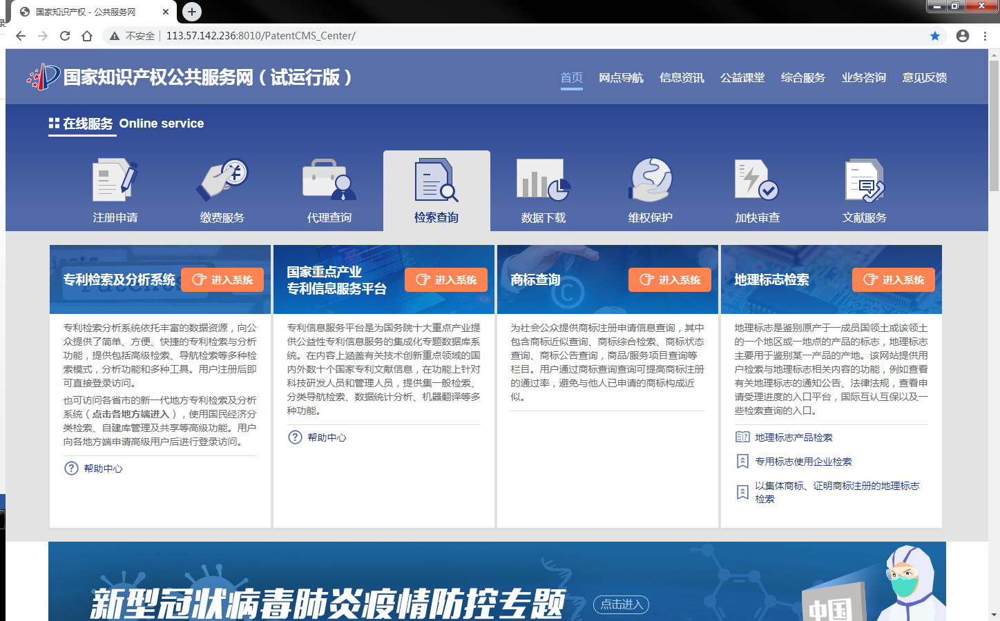 国家知识产权 - 公共服务网
不安全 113.57.142.236:8010/PatentCMS_Center/
国家知识产权公共服务网（试运行版）
首页 网点导航 信息资讯 公益课堂 综合服务 业务咨询 意见反馈
在线服务 Online service
注册申请 缴费服务 代理查询 检索查询 数据下载 维权保护 加快审查 文献服务
专利检索及分析系统
进入系统
专利检索分析系统依托丰富的数据资源，向公
众提供了简单、方便、快捷的专利检索与分析
功能，提供包括高级检索、导航检索等多种检
索模式，分析功能和多种工具。用户注册后即
可直接登录访问。
也可访问各省市的新一代地方专利检索及分析
系统（点击各地方端进入），使用国民经济分
类检索、自建库管理及共享等高级功能。用户
向各地方端申请高级用户后进行登录访问。
帮助中心
国家重点产业
专利信息服务平台
进入系统
专利信息服务平台是为国务院十大重点产业提
供公益性专利信息服务的集成化专题数据库系
统。在内容上涵盖有关技术创新重点领域的国
内外数十个国家专利文献信息，在功能上针对
科技研发人员和管理人员，提供集一般检索、
分类导航检索、数据统计分析、机器翻译等多
种功能。
帮助中心
商标查询
进入系统
为社会公众提供商标注册申请信息查询，其中
包含商标近似查询、商标综合检索、商标状态
查询、商标公告查询，商品/服务项目查询等
栏目。用户通过商标查询查询可提高商标注册
的通过率，避免与他人已申请的商标构成近
似。
地理标志检索
进入系统
地理标志是鉴别原产于一成员国领土或该领土
的一个地区或一地点的产品的标志，地理标志
主要用于鉴别某一产品的产地。该网站提供用
户检索与地理标志相关内容的功能，例如查看
有关地理标志的通知公告、法律法规，查看申
请受理进度的入口平台，国际互认互保以及一
些检索查询的入口。
地理标志产品检索
专用标志使用企业检索
以集体商标、证明商标注册的地理标志
检索
新型冠状病毒肺炎疫情防控专题
点击进入
中国